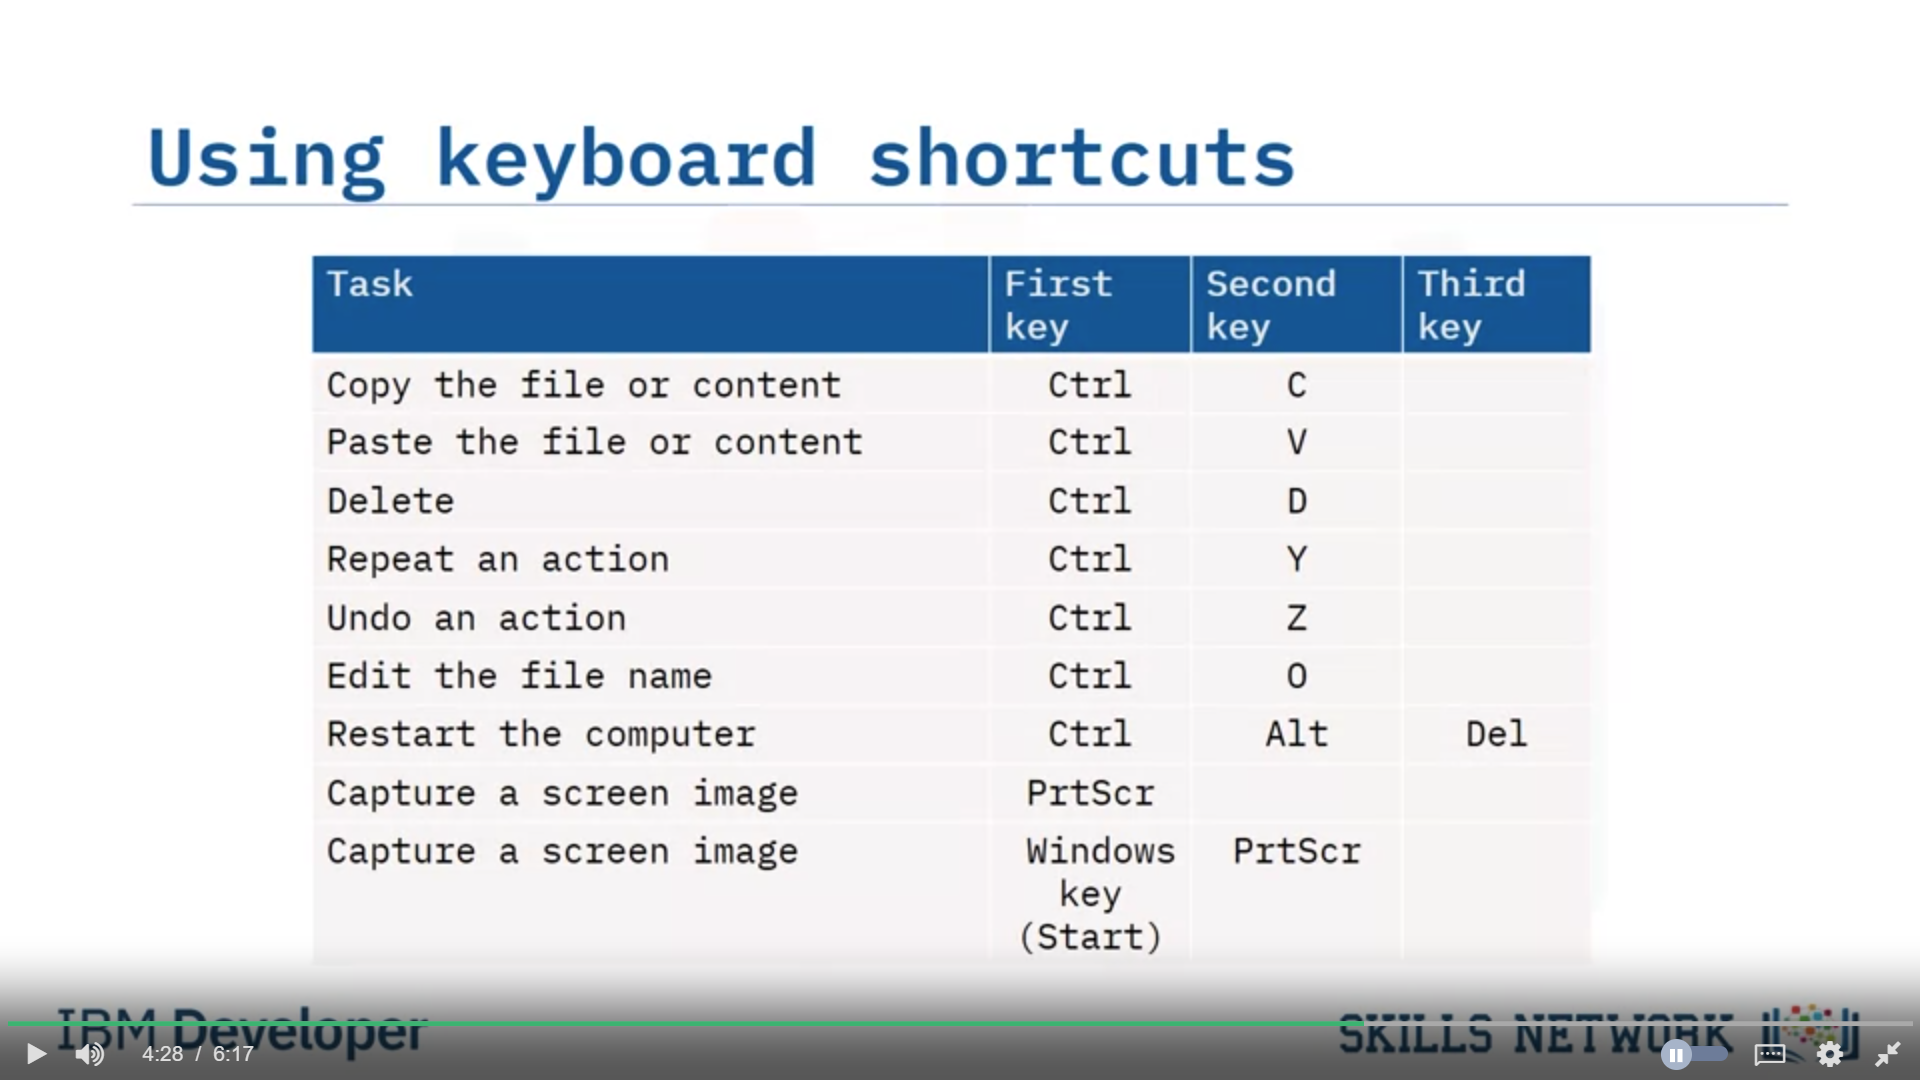 Using keyboard shortcuts
Task First key Second key Third key
Copy the file or content Ctrl C
Paste the file or content Ctrl V
Delete Ctrl D
Repeat an action Ctrl Y
Undo an action Ctrl Z
Edit the file name Ctrl O
Restart the computer Ctrl Alt Del
Capture a screen image PrtScr
Capture a screen image Windows key (Start) PrtScr
IBM Developer
SKILLS NETWORK
4:28 / 6:17